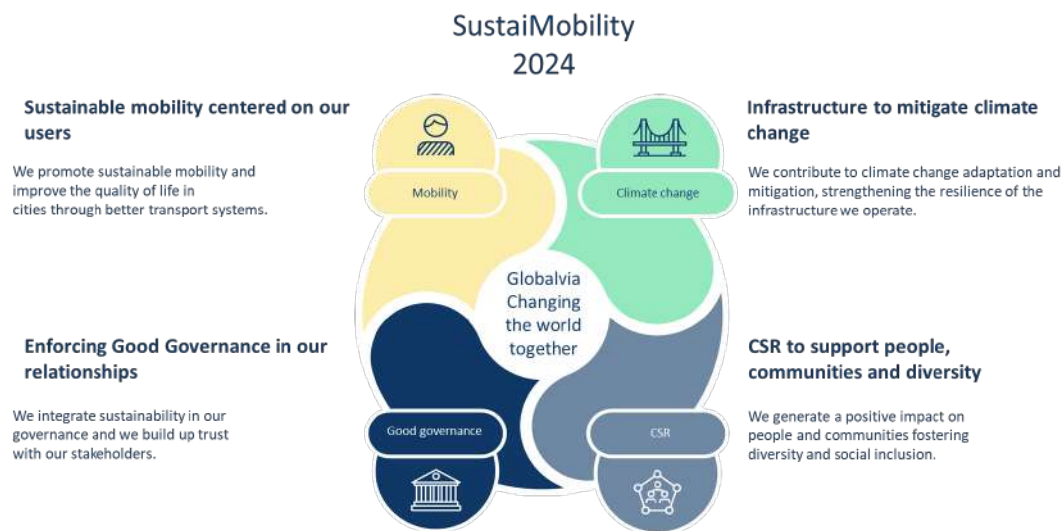 SustaiMobility
2024
Sustainable mobility centered on our
users
We promote sustainable mobility and
improve the quality of life in
cities through better transport systems.
Mobility
Climate change
Infrastructure to mitigate climate
change
We contribute to climate change adaptation and
mitigation, strengthening the resilience of the
infrastructure we operate.
Globalvia
Changing
the world
together
Enforcing Good Governance in our
relationships
We integrate sustainability in our
governance and we build up trust
with our stakeholders.
Good governance
CSR
CSR to support people,
communities and diversity
We generate a positive impact on
people and communities fostering
diversity and social inclusion.